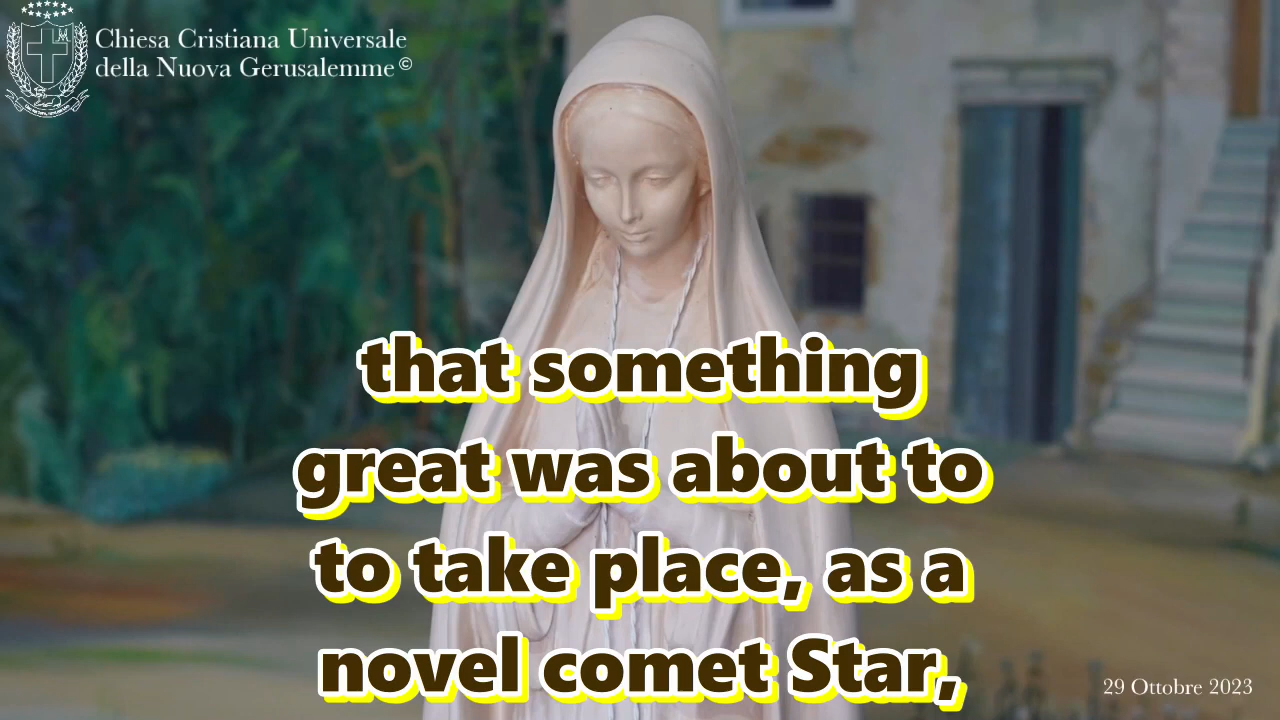 Chiesa Cristiana Universale
della Nuova Gerusalemme©
that something
great was about to
to take place, as a
novel comet Star,
29 Ottobre 2023